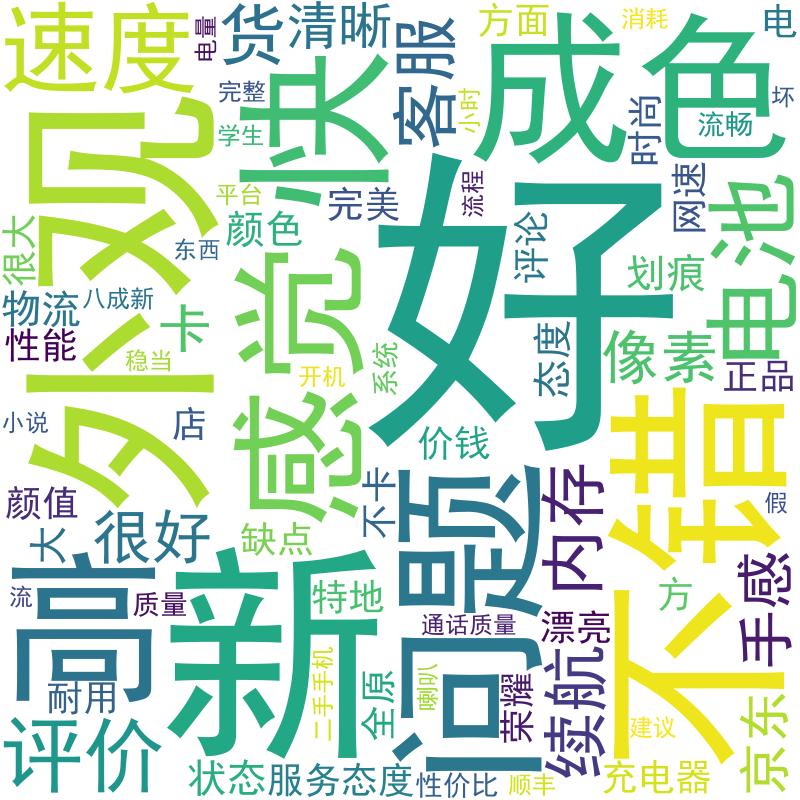 速度
电量
货
清晰
客服
方面
消耗
电
成色
外观
快
完整
学生
小时
时尚
流畅
坏
平台
颜色
完美
流程
好
评论
网速
电池
很大
东西
感觉
划痕
物流
八成新
卡
性能
稳当
开机
系统
态度
像素
正品
小说
店
价钱
不错
颜值
大
很好
缺点
不卡
问题
内存
假
手感
高
流
质量
新
特地
通话质量
漂亮
方
耐用
二手手机
全原
喇叭
荣耀
续航
建议
京东
评价
状态
服务态度
性价比
顺丰
充电器